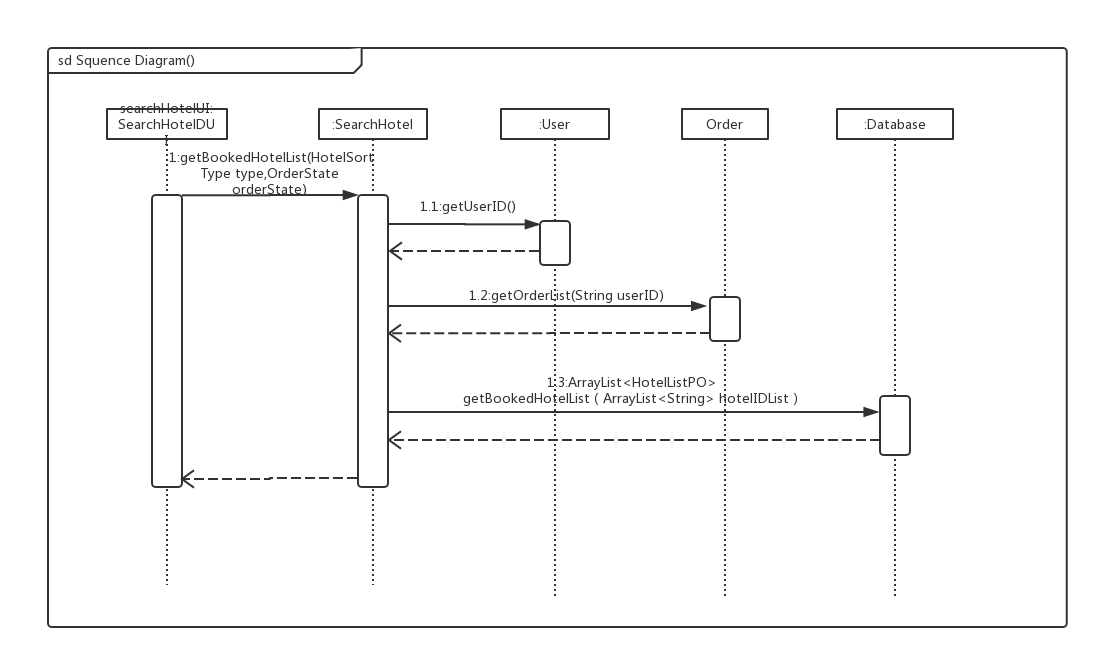 sd Squence Diagram()
searchHotelUI:
SearchHotelDU
:SearchHotel
:User
Order
:Database
1:getBookedHotelList(HotelSort
Type type,OrderState
orderState)
1.1:getUserID()
1.2:getOrderList(String userID)
1.3:ArrayList<HotelListPO>
getBookedHotelList ( ArrayList<String> hotelIDList )